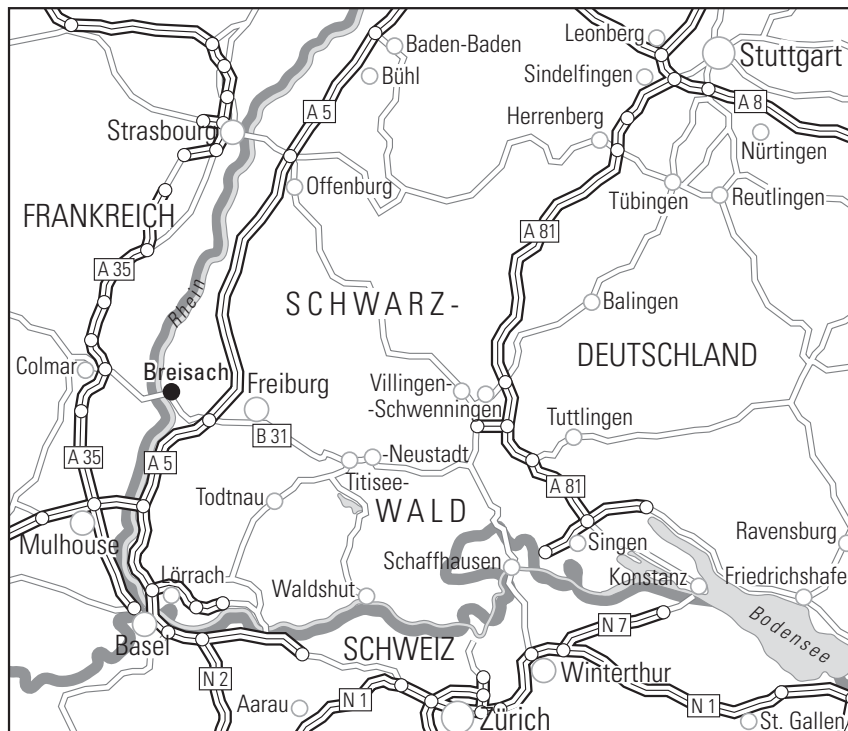 Leonberg
Baden-Baden
Stuttgart
Bühl
Sindelfingen
A 8
A 5
Herrenberg
Strasbourg
Nürtingen
Offenburg
Tübingen
Reutlingen
FRANKREICH
A 81
A 35
Rhein
SCHWARZ-
Balingen
DEUTSCHLAND
Colmar
Breisach
Freiburg
Villingen-
-Schwenningen
B 31
Tuttlingen
A 35
A 5
-Neustadt
Titisee-
A 81
Todtnau
WALD
Mulhouse
Singen
Ravensburg
Schaffhausen
Lörrach
Waldshut
Konstanz
Friedrichshafe
Bodensee
Basel
SCHWEIZ
N 7
N 2
Winterthur
Aarau
N 1
Zürich
N 1
St. Gallen